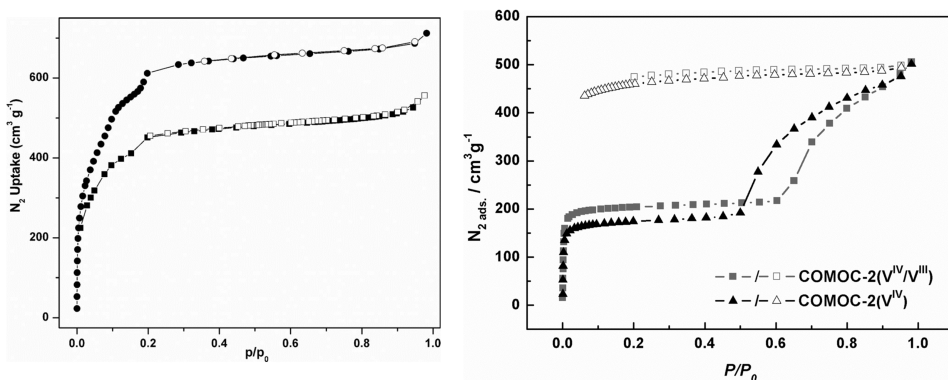 N₂ Uptake (cm³ g⁻¹)
600
400
200
0
0.0 0.2 0.4 0.6 0.8 1.0
p/p₀
N₂ ads. / cm³g⁻¹
600
500
400
300
200
100
0
-■-/-□-COMOC-2(Vᴵⱽ/Vᴵᴵᴵ)
-▲-/-△-COMOC-2(Vᴵⱽ)
0.0 0.2 0.4 0.6 0.8 1.0
P/P₀